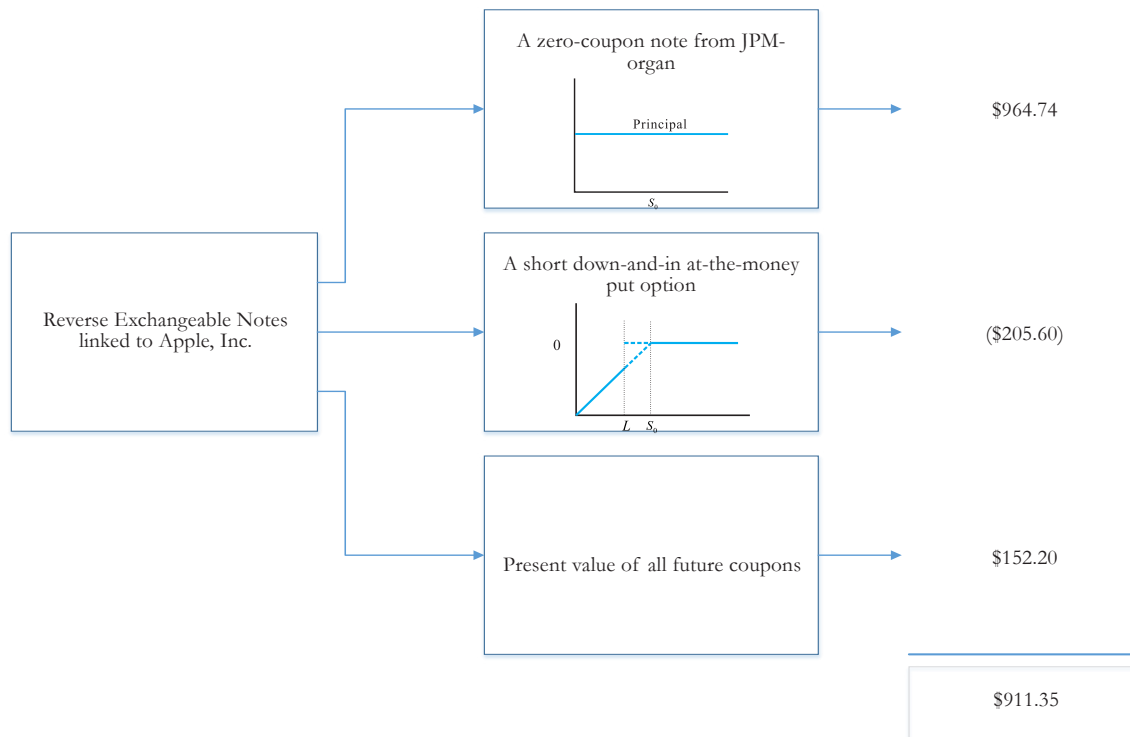 A zero-coupon note from JPM-
organ
Principal
S₀
$964.74
Reverse Exchangeable Notes
linked to Apple, Inc.
A short down-and-in at-the-money
put option
0
L S₀
($205.60)
Present value of all future coupons
$152.20
$911.35